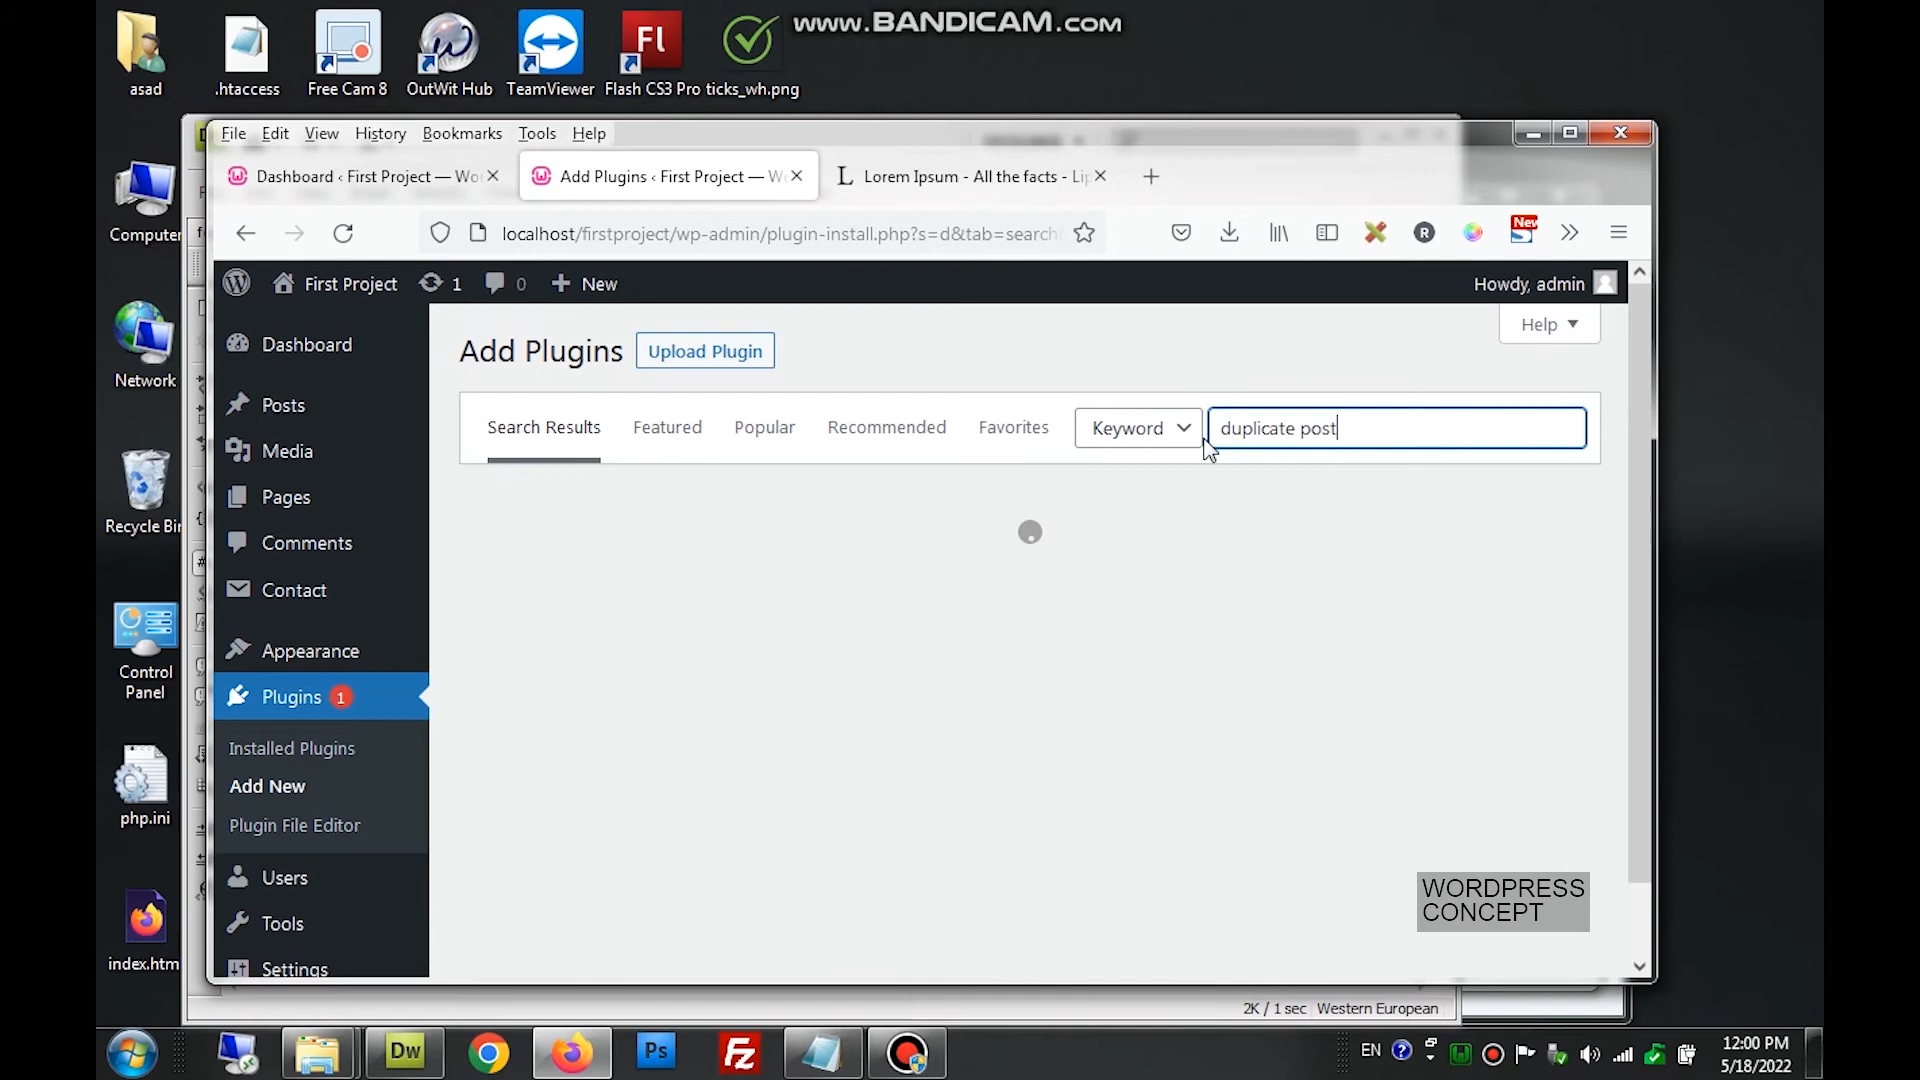 www.BANDICAM.com
asad
.htaccess
Free Cam 8
OutWit Hub
TeamViewer
Flash CS3 Pro
ticks_wh.png
Computer
Network
Recycle Bin
Control
Panel
php.ini
index.htm
File Edit View History Bookmarks Tools Help
Dashboard ‹ First Project — Wo
Add Plugins ‹ First Project — W
Lorem Ipsum - All the facts - Lip
localhost/firstproject/wp-admin/plugin-install.php?s=d&tab=search
New
First Project 1 0 New
Howdy, admin
Help
Dashboard
Posts
Media
Pages
Comments
Contact
Appearance
Plugins 1
Installed Plugins
Add New
Plugin File Editor
Users
Tools
Settings
Add Plugins
Upload Plugin
Search Results Featured Popular Recommended Favorites Keyword duplicate post
WORDPRESS
CONCEPT
2K / 1 sec Western European
Dw
Ps
Fz
EN
12:00 PM
5/18/2022